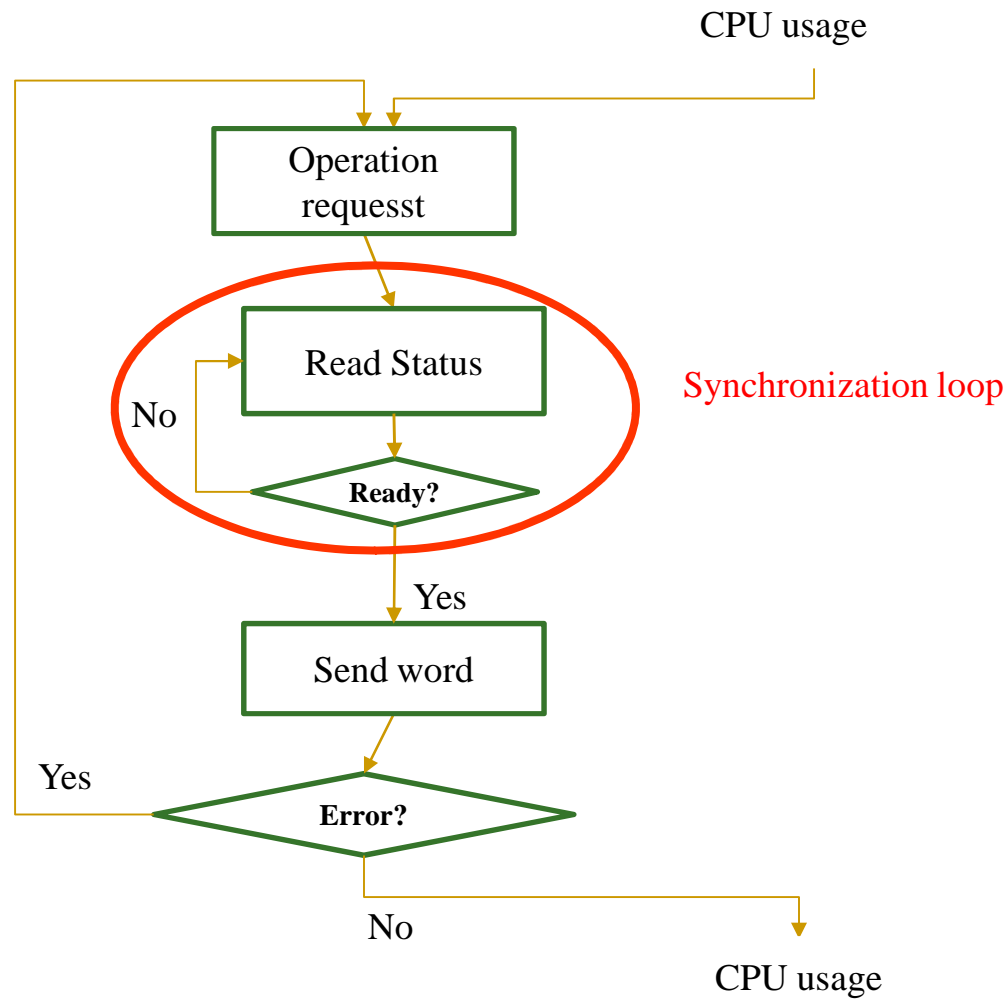 CPU usage
Operation
requesst
Read Status
Synchronization loop
No
Ready?
Yes
Send word
Yes
Error?
No
CPU usage